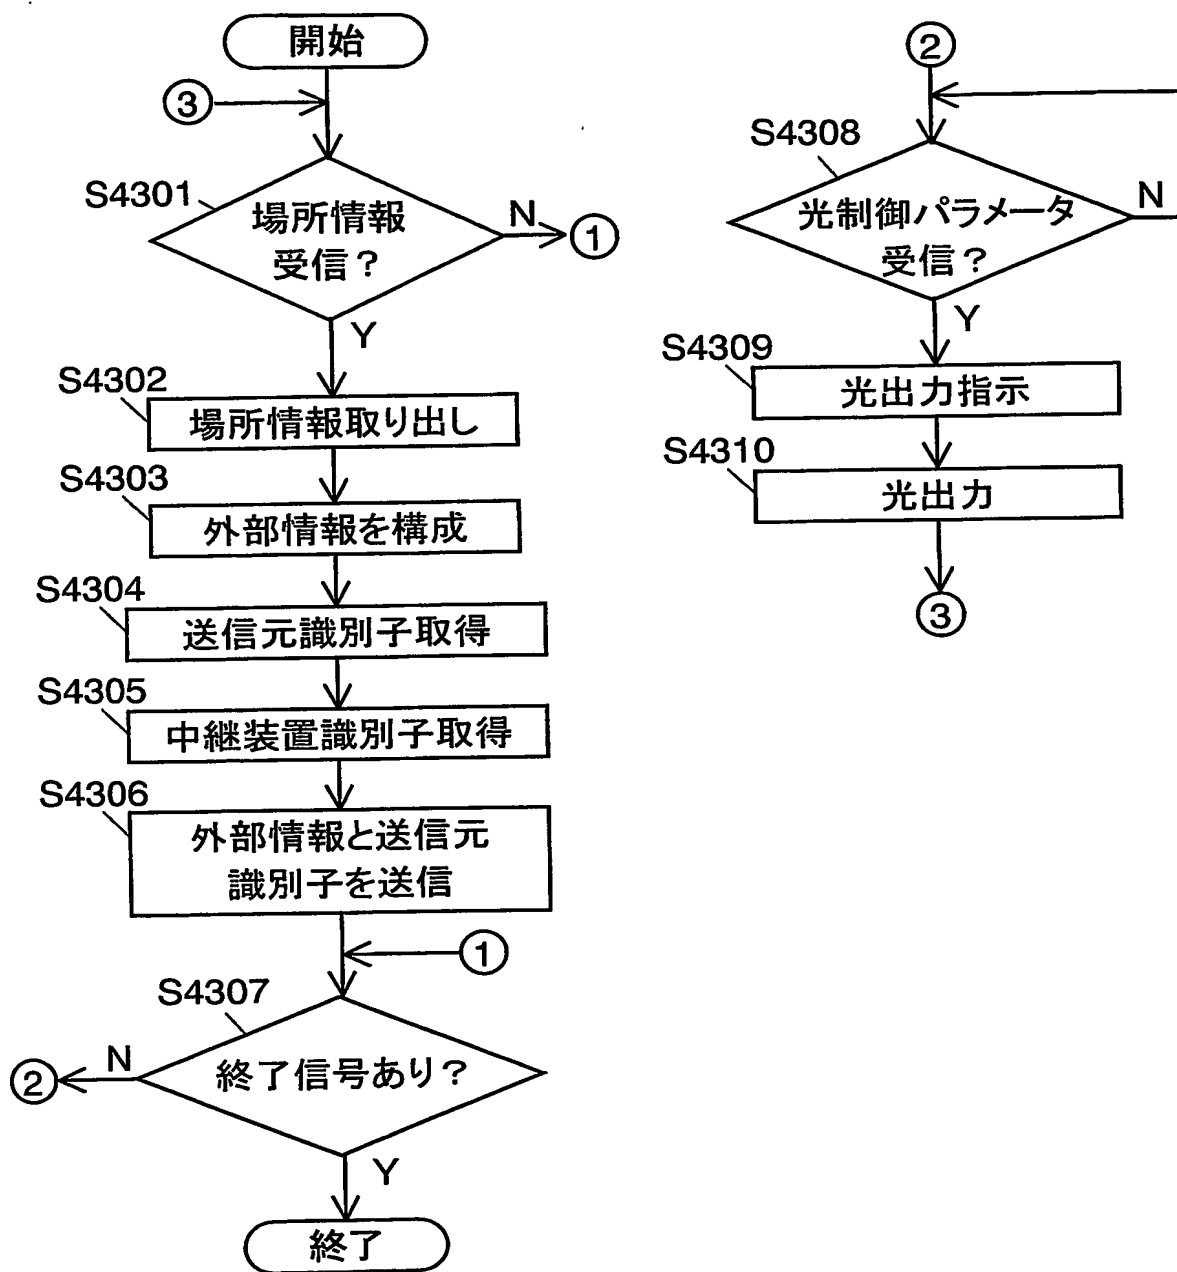 開始
③
S4301
場所情報
受信?
N
①
Y
S4302
場所情報取り出し
S4303
外部情報を構成
S4304
送信元識別子取得
S4305
中継装置識別子取得
S4306
外部情報と送信元
識別子を送信
①
S4307
終了信号あり?
N
②
Y
終了
②
S4308
光制御パラメータ
受信?
N
Y
S4309
光出力指示
S4310
光出力
③